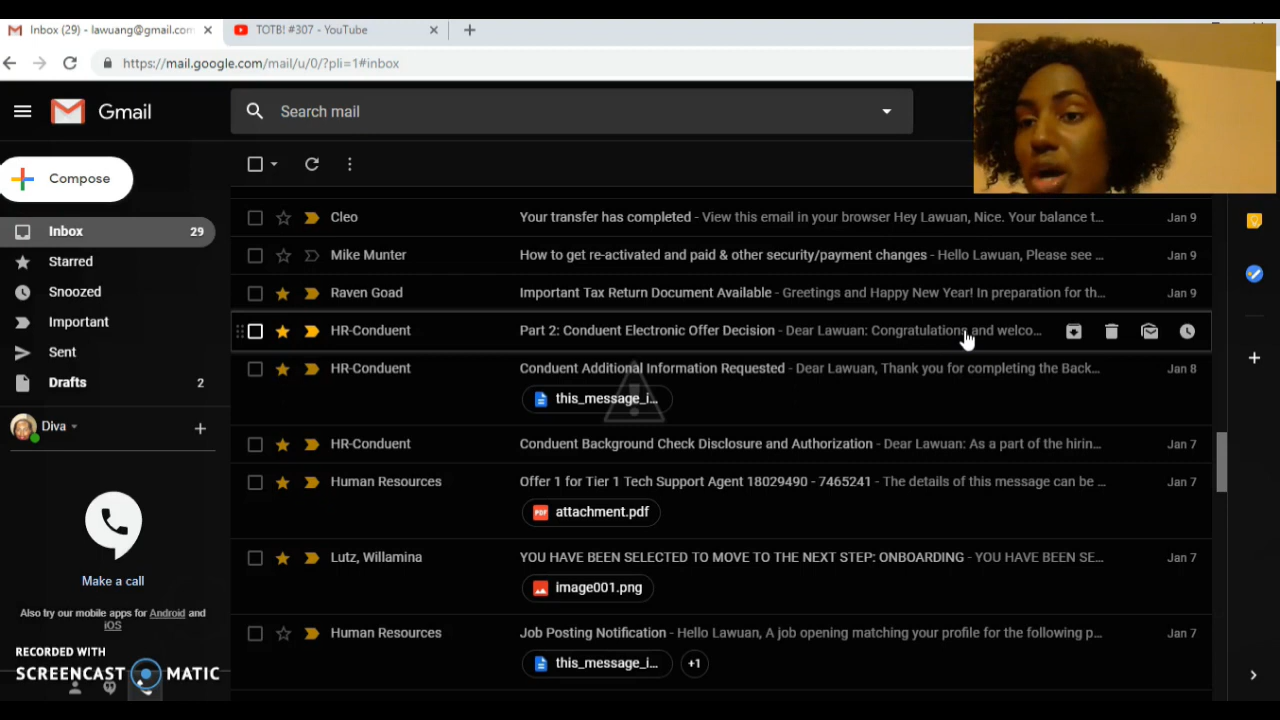 Inbox (29) - lawuang@gmail.com
TOTB! #307 - YouTube
https://mail.google.com/mail/u/0/?pli=1#inbox
Gmail
Search mail
Compose
Inbox 29
Starred
Snoozed
Important
Sent
Drafts 2
Diva
Make a call
Also try our mobile apps for Android and
iOS
Cleo Your transfer has completed - View this email in your browser Hey Lawuan, Nice. Your balance t... Jan 9
Mike Munter How to get re-activated and paid & other security/payment changes - Hello Lawuan, Please see ... Jan 9
Raven Goad Important Tax Return Document Available - Greetings and Happy New Year! In preparation for th... Jan 9
HR-Conduent Part 2: Conduent Electronic Offer Decision - Dear Lawuan: Congratulations and welco...
HR-Conduent Conduent Additional Information Requested - Dear Lawuan, Thank you for completing the Back... Jan 8
this_message_i...
HR-Conduent Conduent Background Check Disclosure and Authorization - Dear Lawuan: As a part of the hirin... Jan 7
Human Resources Offer 1 for Tier 1 Tech Support Agent 18029490 - 7465241 - The details of this message can be ... Jan 7
PDF attachment.pdf
Lutz, Willamina YOU HAVE BEEN SELECTED TO MOVE TO THE NEXT STEP: ONBOARDING - YOU HAVE BEEN SE... Jan 7
image001.png
Human Resources Job Posting Notification - Hello Lawuan, A job opening matching your profile for the following p... Jan 7
this_message_i... +1
RECORDED WITH
SCREENCAST MATIC